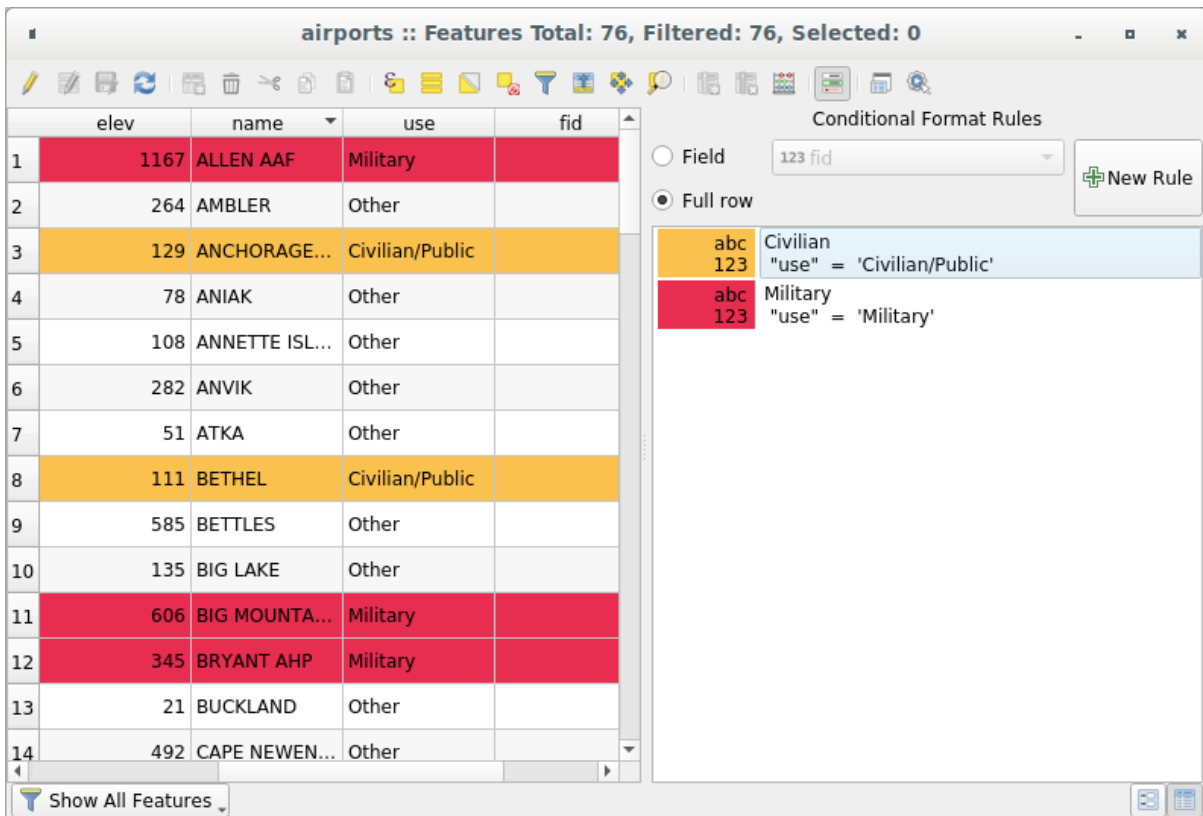 airports :: Features Total: 76, Filtered: 76, Selected: 0
elev name use fid
1 1167 ALLEN AAF Military
2 264 AMBLER Other
3 129 ANCHORAGE... Civilian/Public
4 78 ANIAK Other
5 108 ANNETTE ISL... Other
6 282 ANVIK Other
7 51 ATKA Other
8 111 BETHEL Civilian/Public
9 585 BETTLES Other
10 135 BIG LAKE Other
11 606 BIG MOUNTA... Military
12 345 BRYANT AHP Military
13 21 BUCKLAND Other
14 492 CAPE NEWEN... Other
Show All Features
Conditional Format Rules
Field 123 fid
Full row
New Rule
abc Civilian
123 "use" = 'Civilian/Public'
abc Military
123 "use" = 'Military'